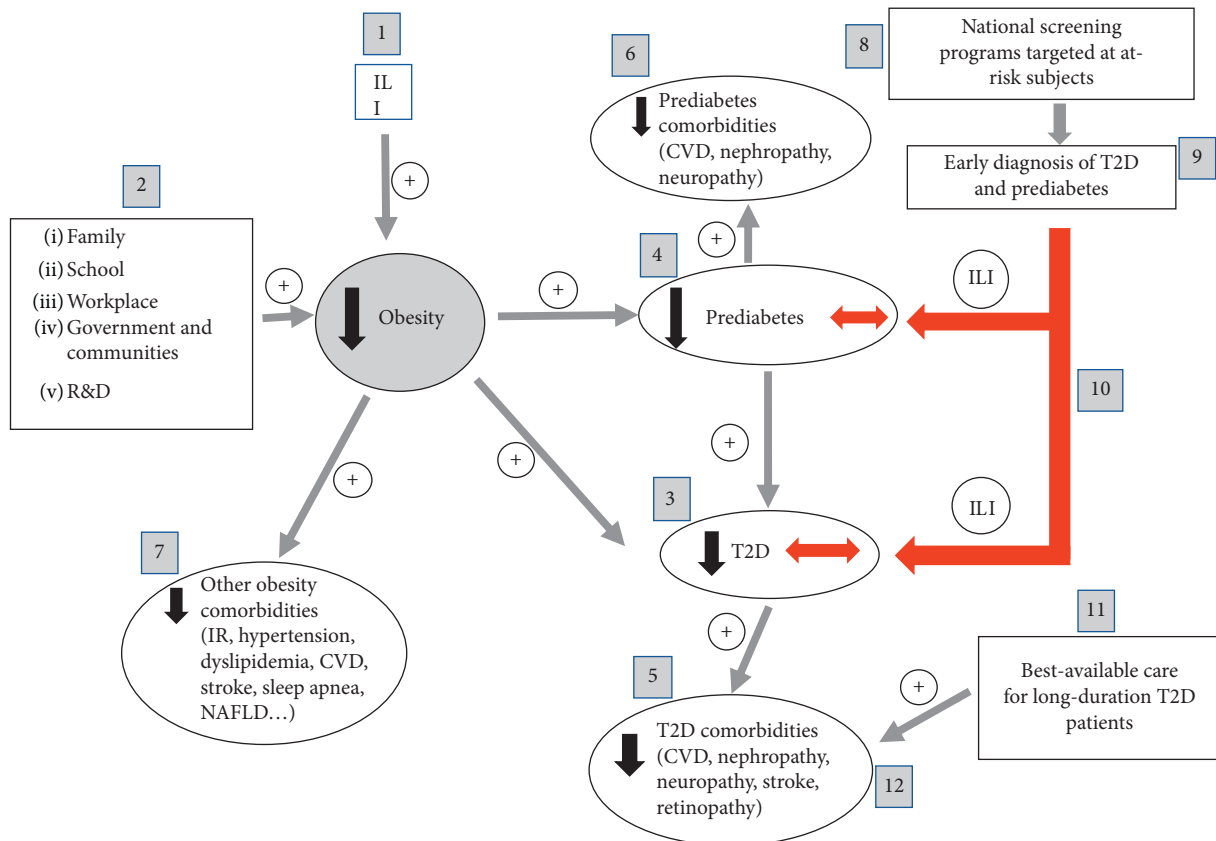 1
IL
I
+
2
(i) Family
(ii) School
(iii) Workplace
(iv) Government and
communities
(v) R&D
+
Obesity
+
6
Prediabetes
comorbidities
(CVD, nephropathy,
neuropathy)
+
4
Prediabetes
8
National screening
programs targeted at at-
risk subjects
9
Early diagnosis of T2D
and prediabetes
ILI
10
ILI
+
+
+
3
T2D
7
Other obesity
comorbidities
(IR, hypertension,
dyslipidemia, CVD,
stroke, sleep apnea,
NAFLD…)
+
5
T2D comorbidities
(CVD, nephropathy,
neuropathy, stroke,
retinopathy)
12
+
11
Best-available care
for long-duration T2D
patients